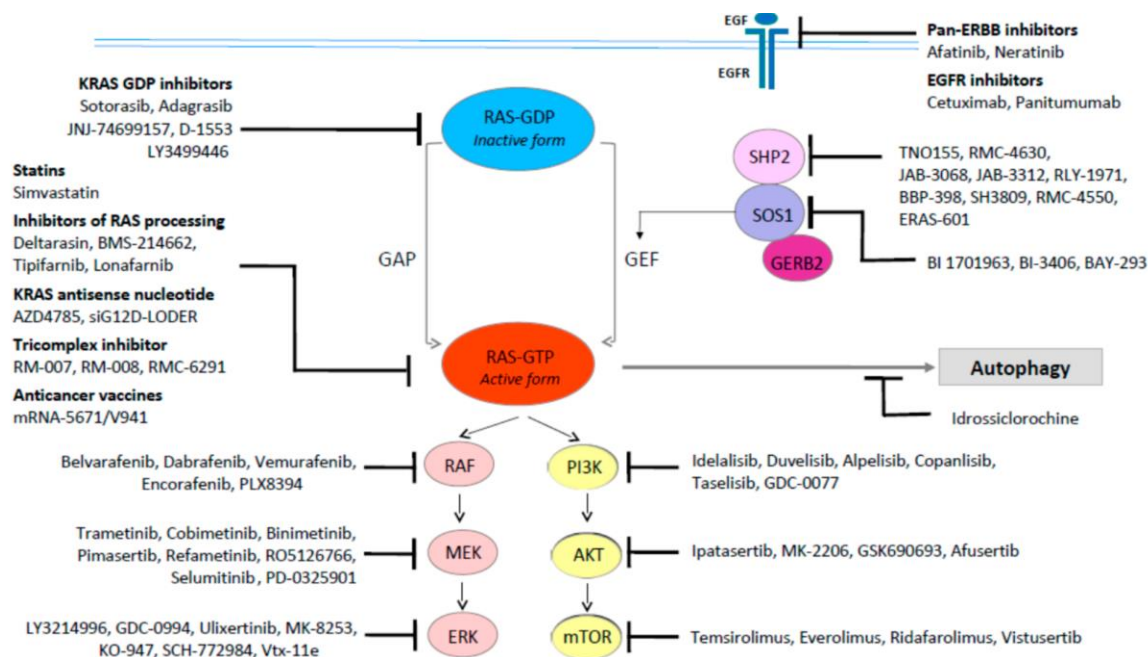 EGF
EGFR
Pan-ERBB inhibitors
Afatinib, Neratinib
EGFR inhibitors
Cetuximab, Panitumumab
KRAS GDP inhibitors
Sotorasib, Adagrasib
JNJ-74699157, D-1553
LY3499446
RAS-GDP
Inactive form
SHP2
TNO155, RMC-4630,
JAB-3068, JAB-3312, RLY-1971,
BBP-398, SH3809, RMC-4550,
ERAS-601
Statins
Simvastatin
SOS1
Inhibitors of RAS processing
Deltarasin, BMS-214662,
Tipifarnib, Lonafarnib
GAP
GEF
GERB2
BI 1701963, BI-3406, BAY-293
KRAS antisense nucleotide
AZD4785, siG12D-LODER
Tricomplex inhibitor
RM-007, RM-008, RMC-6291
RAS-GTP
Active form
Autophagy
Anticancer vaccines
mRNA-5671/V941
Idrossiclorochine
Belvarafenib, Dabrafenib, Vemurafenib,
Encorafenib, PLX8394
RAF
PI3K
Idelalisib, Duvelisib, Alpelisib, Copanlisib,
Taselisib, GDC-0077
Trametinib, Cobimetinib, Binimetinib,
Pimasertib, Refametinib, RO5126766,
Selumitinib, PD-0325901
MEK
AKT
Ipatasertib, MK-2206, GSK690693, Afusertib
LY3214996, GDC-0994, Ulixertinib, MK-8253,
KO-947, SCH-772984, Vtx-11e
ERK
mTOR
Temsirolimus, Everolimus, Ridafarolimus, Vistusertib